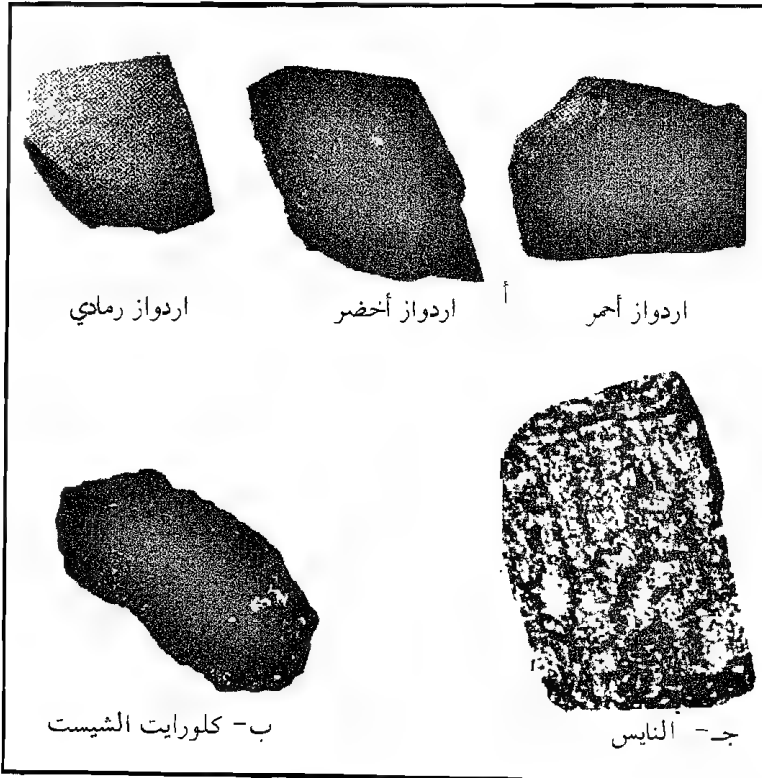 اردواز أحمر
أ
اردواز أخضر
اردواز رمادي
جـ - النايس
ب - كلورايت الشيست